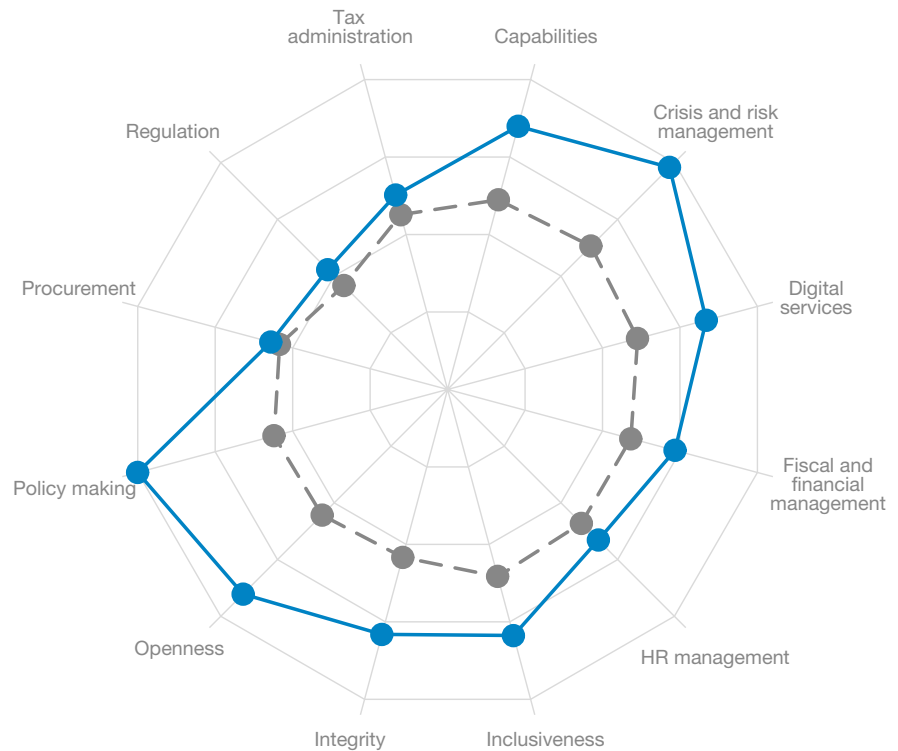 Tax
administration
Capabilities
Crisis and risk
management
Regulation
Procurement
Digital
services
Policy making
Fiscal and
financial
management
Openness
HR management
Integrity
Inclusiveness